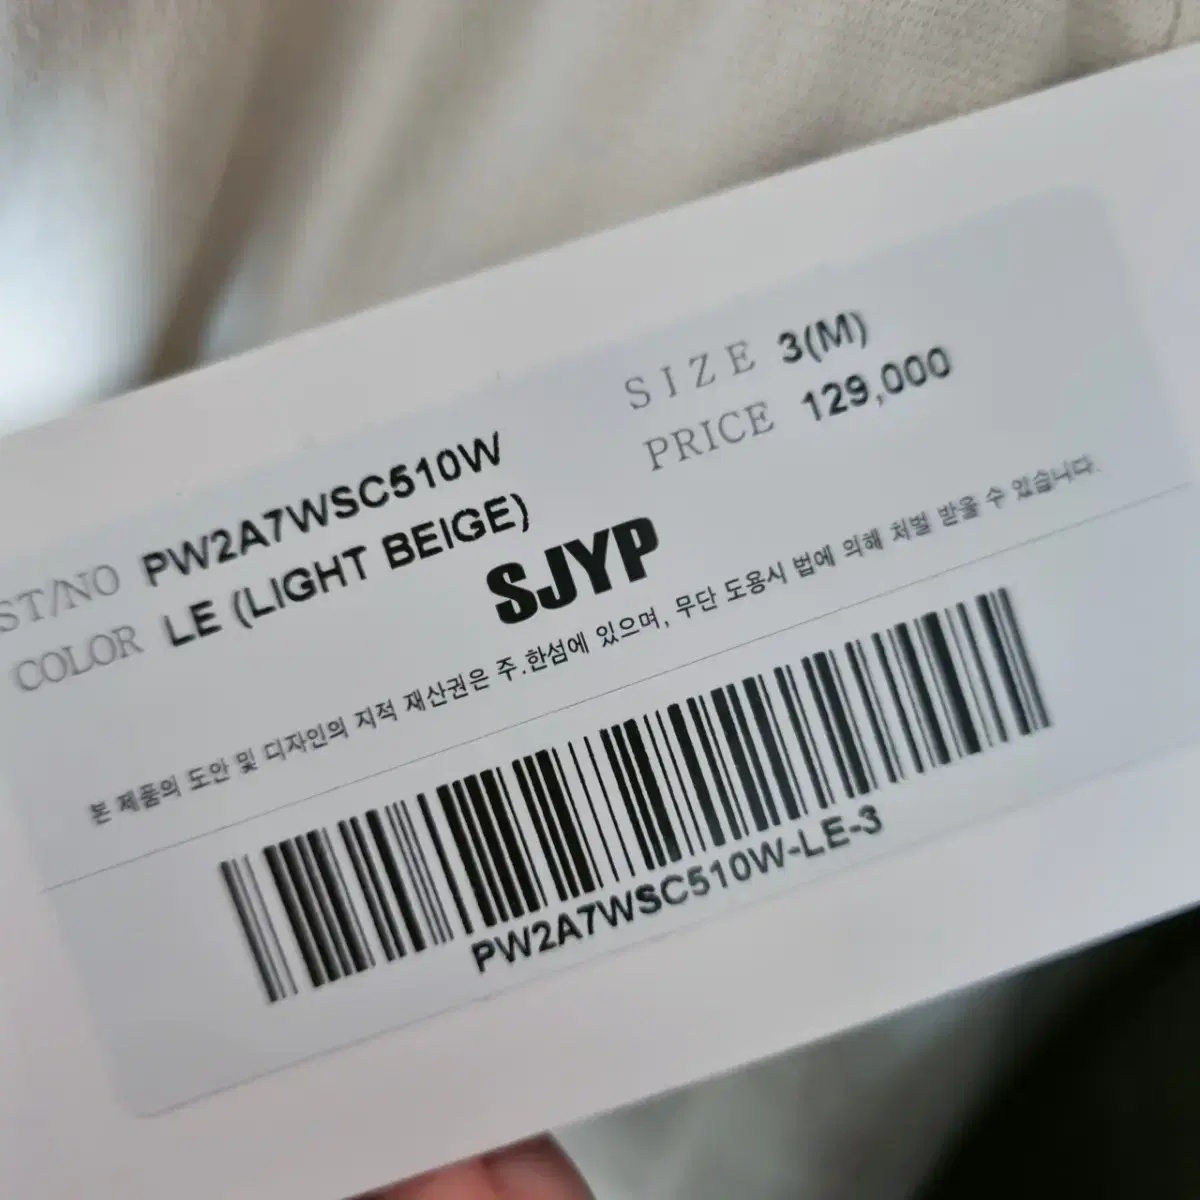 ST/NO PW2A7WSC510W
COLOR LE (LIGHT BEIGE)
SIZE 3(M)
PRICE 129,000
SJYP
본 제품의 도안 및 디자인의 지적 재산권은 주.한섬에 있으며, 무단 도용시 법에 의해 처벌 받을 수 있습니다.
PW2A7WSC510W-LE-3